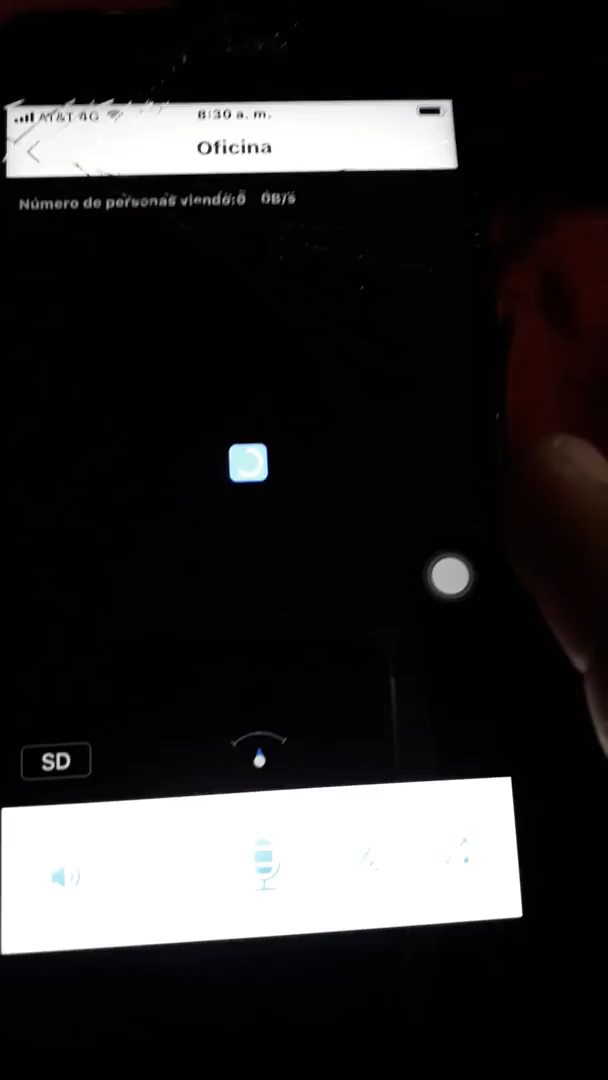 AT&T 4G 8:30 a. m.
Oficina
Número de personas viendo:0 0B/s
SD